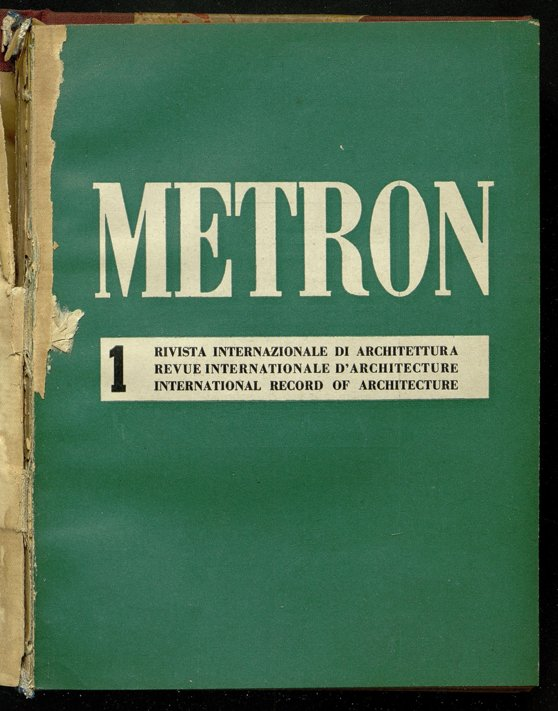 METRON
1
RIVISTA INTERNAZIONALE DI ARCHITETTURA
REVUE INTERNATIONALE D'ARCHITECTURE
INTERNATIONAL RECORD OF ARCHITECTURE